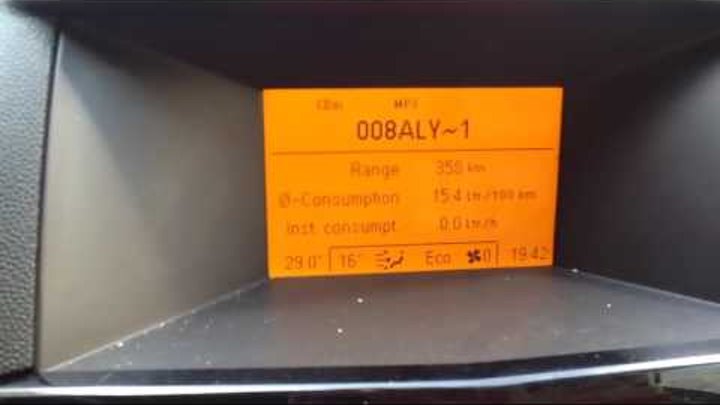 MP3
008ALY~1
Range 350 km
Ø-Consumption 15.4 Ltr/100 km
Inst consumpt 0.0 Ltr/h
29.0° 16° Eco 0 19:42